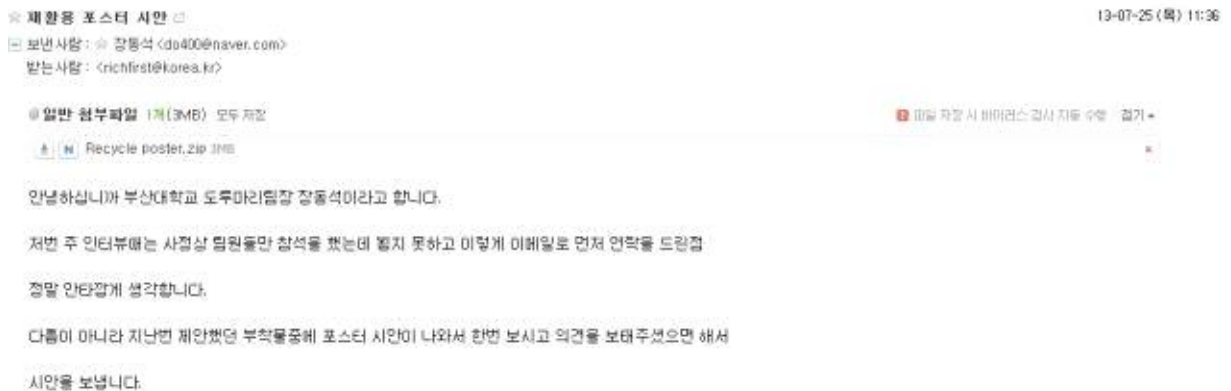 재활용 포스터 시안
13-07-25 (목) 11:36
보낸사람 : 장동석 <do400@naver.com>
받는사람 : <richfirst@korea.kr>
일반 첨부파일 1개(3MB) 모두 저장
파일 저장 시 바이러스 검사 자동 수행 접기
Recycle poster.zip 3MB
안녕하십니까 부산대학교 도루마리팀장 장동석이라고 합니다.
저번 주 인터뷰때는 사정상 팀원들만 참석을 했는데 뵙지 못하고 이렇게 이메일로 먼저 연락을 드린점
정말 안타깝게 생각합니다.
다름이 아니라 지난번 제안했던 부착물중에 포스터 시안이 나와서 한번 보시고 의견을 보태주셨으면 해서
시안을 보냅니다.